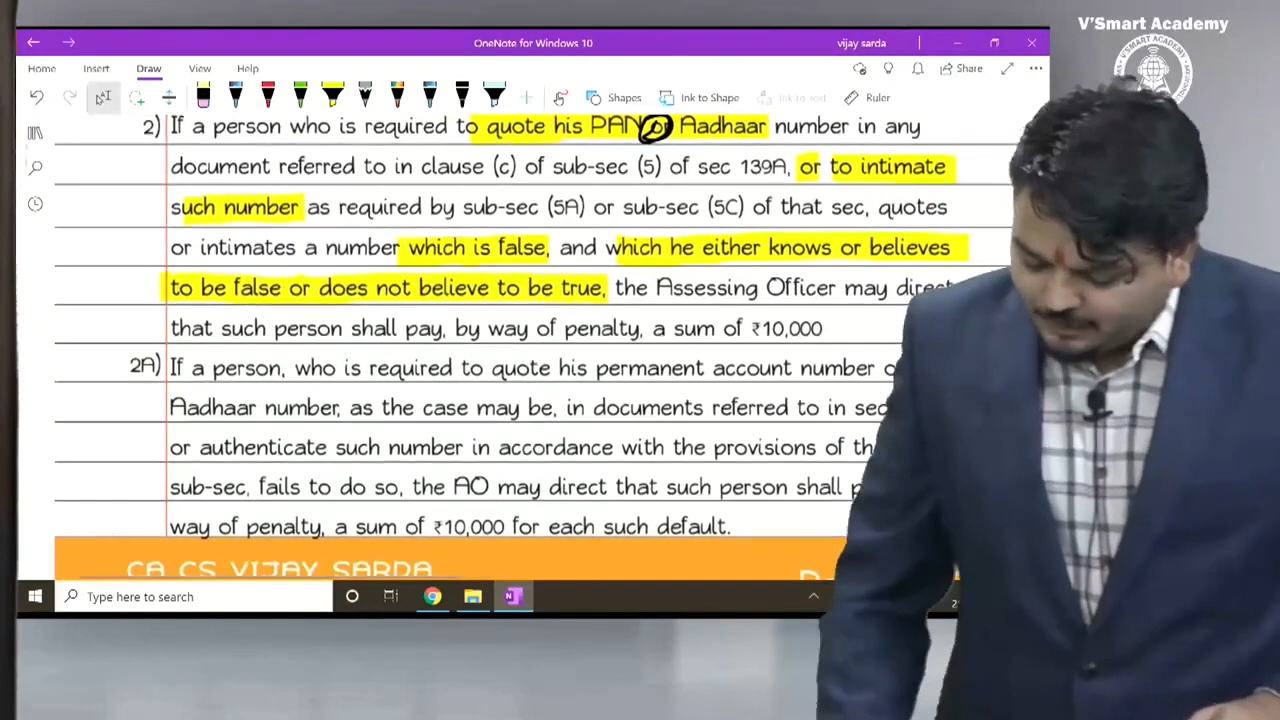 V'Smart Academy
OneNote for Windows 10
vijay sarda
Home Insert Draw View Help
Share
Shapes Ink to Shape Ink to Text Ruler
2) If a person who is required to quote his PAN or Aadhaar number in any
document referred to in clause (c) of sub-sec (5) of sec 139A, or to intimate
such number as required by sub-sec (5A) or sub-sec (5C) of that sec, quotes
or intimates a number which is false, and which he either knows or believes
to be false or does not believe to be true, the Assessing Officer may direct
that such person shall pay, by way of penalty, a sum of ₹10,000
2A) If a person, who is required to quote his permanent account number o
Aadhaar number, as the case may be, in documents referred to in sec
or authenticate such number in accordance with the provisions of th
sub-sec, fails to do so, the AO may direct that such person shall p
way of penalty, a sum of ₹10,000 for each such default.
CA CS VIJAY SARDA
Type here to search